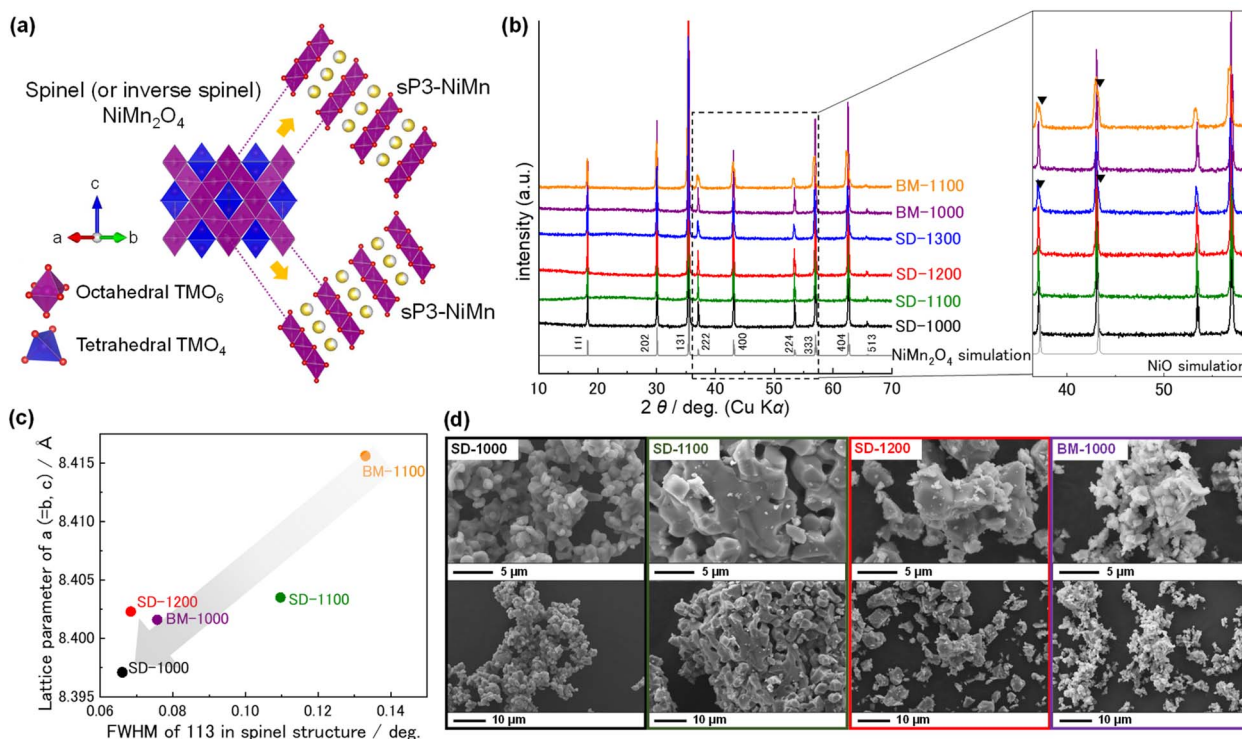 (a)
Spinel (or inverse spinel)
NiMn₂O₄
sP3-NiMn
sP3-NiMn
c
a
b
Octahedral TMO₆
Tetrahedral TMO₄
(b)
intensity (a.u.)
BM-1100
BM-1000
SD-1300
SD-1200
SD-1100
SD-1000
NiMn₂O₄ simulation
111
202
131
222
400
224
333
404
513
10 20 30 40 50 60 70
2 θ / deg. (Cu Kα)
NiO simulation
40 50
(c)
Lattice parameter of a (=b, c) / Å
8.415
8.410
8.405
8.400
8.395
BM-1100
SD-1200
BM-1000
SD-1100
SD-1000
0.06 0.08 0.10 0.12 0.14
FWHM of 113 in spinel structure / deg.
(d)
SD-1000 SD-1100 SD-1200 BM-1000
5 μm 5 μm 5 μm 5 μm
10 μm 10 μm 10 μm 10 μm